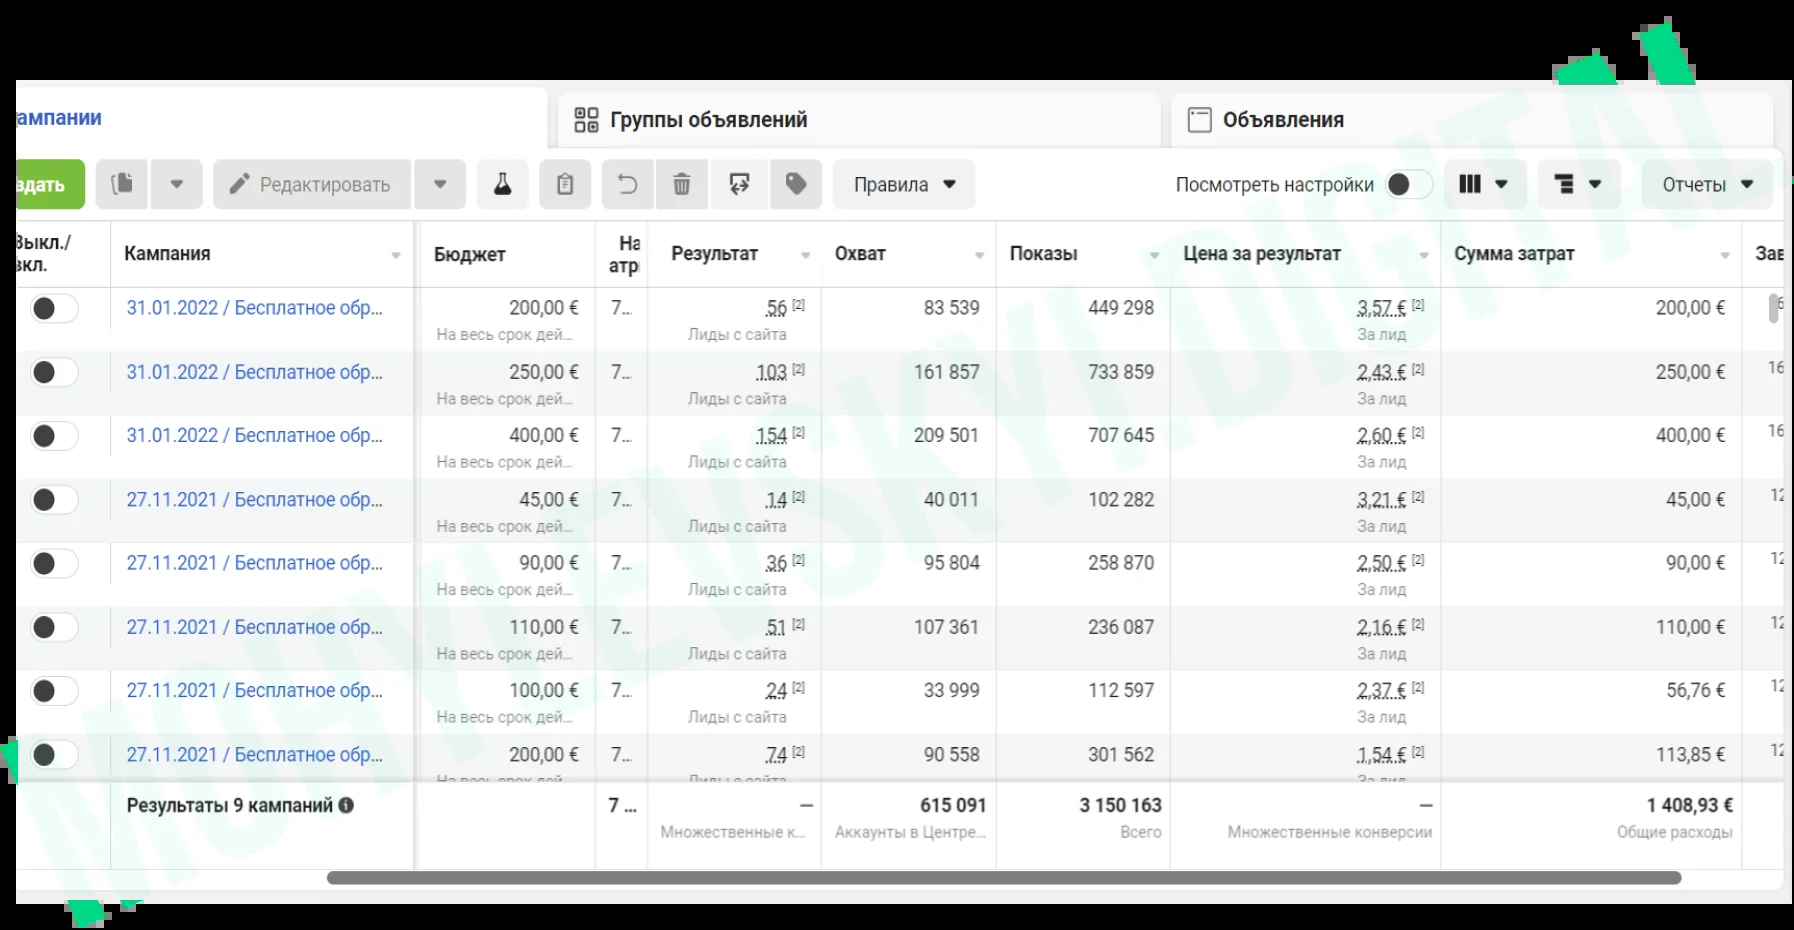 ампании
Группы объявлений
Объявления
здать
Редактировать
Правила
Посмотреть настройки
Отчеты
Выкл./
вкл.
Кампания
Бюджет
На
атр
Результат
Охват
Показы
Цена за результат
Сумма затрат
Зав
31.01.2022 / Бесплатное обр... 200,00 € 7... 56 [2] 83 539 449 298 3,57 € [2] 200,00 €
На весь срок дей... Лиды с сайта За лид
31.01.2022 / Бесплатное обр... 250,00 € 7... 103 [2] 161 857 733 859 2,43 € [2] 250,00 € 16
На весь срок дей... Лиды с сайта За лид
31.01.2022 / Бесплатное обр... 400,00 € 7... 154 [2] 209 501 707 645 2,60 € [2] 400,00 € 16
На весь срок дей... Лиды с сайта За лид
27.11.2021 / Бесплатное обр... 45,00 € 7... 14 [2] 40 011 102 282 3,21 € [2] 45,00 € 12
На весь срок дей... Лиды с сайта За лид
27.11.2021 / Бесплатное обр... 90,00 € 7... 36 [2] 95 804 258 870 2,50 € [2] 90,00 € 12
На весь срок дей... Лиды с сайта За лид
27.11.2021 / Бесплатное обр... 110,00 € 7... 51 [2] 107 361 236 087 2,16 € [2] 110,00 € 12
На весь срок дей... Лиды с сайта За лид
27.11.2021 / Бесплатное обр... 100,00 € 7... 24 [2] 33 999 112 597 2,37 € [2] 56,76 € 12
На весь срок дей... Лиды с сайта За лид
27.11.2021 / Бесплатное обр... 200,00 € 7... 74 [2] 90 558 301 562 1,54 € [2] 113,85 € 12
На весь срок дей... Лиды с сайта За лид
Результаты 9 кампаний 7 ... — 615 091 3 150 163 — 1 408,93 €
Множественные к... Аккаунты в Центре... Всего Множественные конверсии Общие расходы
MOHYLEVSKYI.DIGITAL